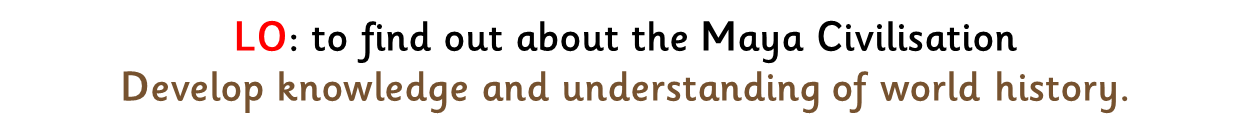 LO: to find out about the Maya Civilisation
Develop knowledge and understanding of world history.